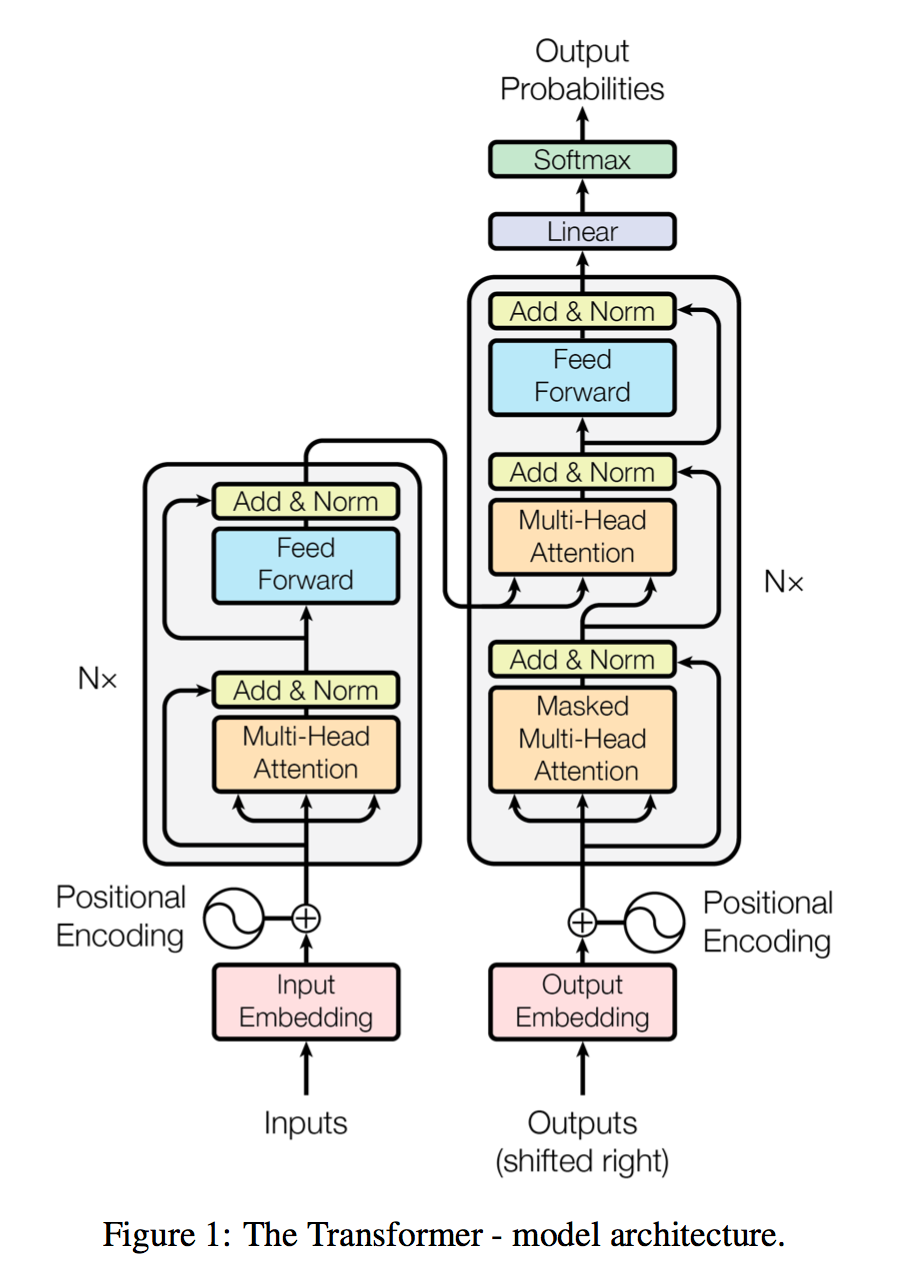 Output
Probabilities
Softmax
Linear
Add & Norm
Feed
Forward
Add & Norm
Multi-Head
Attention
Add & Norm
Masked
Multi-Head
Attention
Nx
Add & Norm
Feed
Forward
Add & Norm
Multi-Head
Attention
Nx
Positional
Encoding
Positional
Encoding
Input
Embedding
Output
Embedding
Inputs
Outputs
(shifted right)
Figure 1: The Transformer - model architecture.